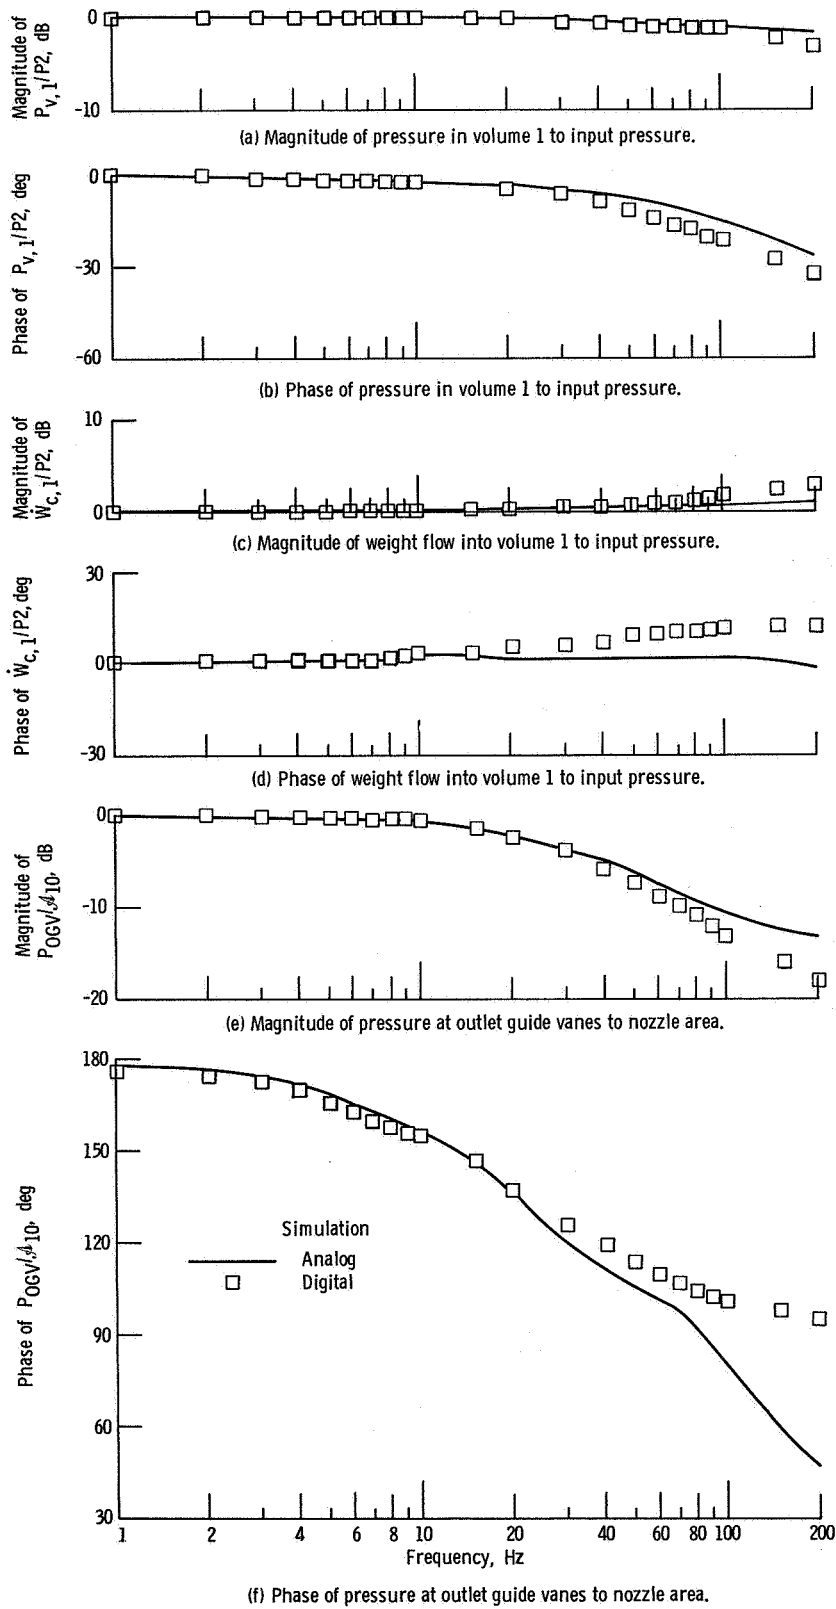 Magnitude of
P_v,1/P2, dB
0
-10
(a) Magnitude of pressure in volume 1 to input pressure.
Phase of P_v,1/P2, deg
0
-30
-60
(b) Phase of pressure in volume 1 to input pressure.
Magnitude of
Ẇ_c,1/P2, dB
10
0
(c) Magnitude of weight flow into volume 1 to input pressure.
Phase of Ẇ_c,1/P2, deg
30
0
-30
(d) Phase of weight flow into volume 1 to input pressure.
Magnitude of
P_OGV/𝒜_10, dB
0
-10
-20
(e) Magnitude of pressure at outlet guide vanes to nozzle area.
Phase of P_OGV/𝒜_10, deg
180
150
120
90
60
30
Simulation
Analog
Digital
1 2 4 6 8 10 20 40 60 80 100 200
Frequency, Hz
(f) Phase of pressure at outlet guide vanes to nozzle area.